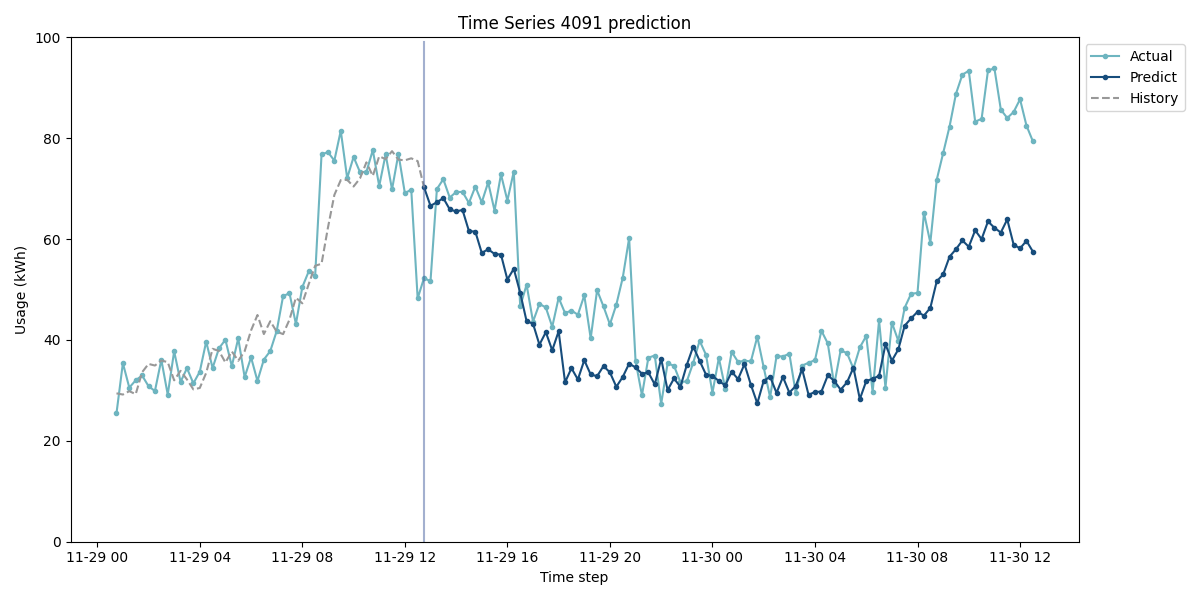 Time Series 4091 prediction
Usage (kWh)
100
80
60
40
20
0
11-29 00
11-29 04
11-29 08
11-29 12
11-29 16
11-29 20
11-30 00
11-30 04
11-30 08
11-30 12
Time step
Actual
Predict
History